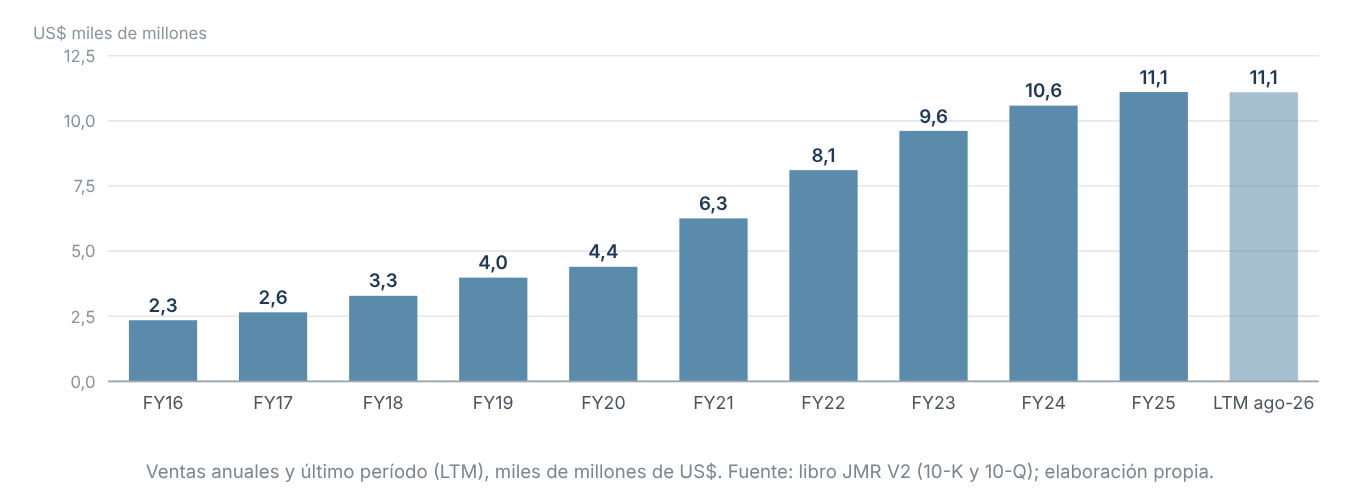 US$ miles de millones
12,5
10,0
7,5
5,0
2,5
0,0
2,3
2,6
3,3
4,0
4,4
6,3
8,1
9,6
10,6
11,1
11,1
FY16
FY17
FY18
FY19
FY20
FY21
FY22
FY23
FY24
FY25
LTM ago-26
Ventas anuales y último período (LTM), miles de millones de US$. Fuente: libro JMR V2 (10-K y 10-Q); elaboración propia.